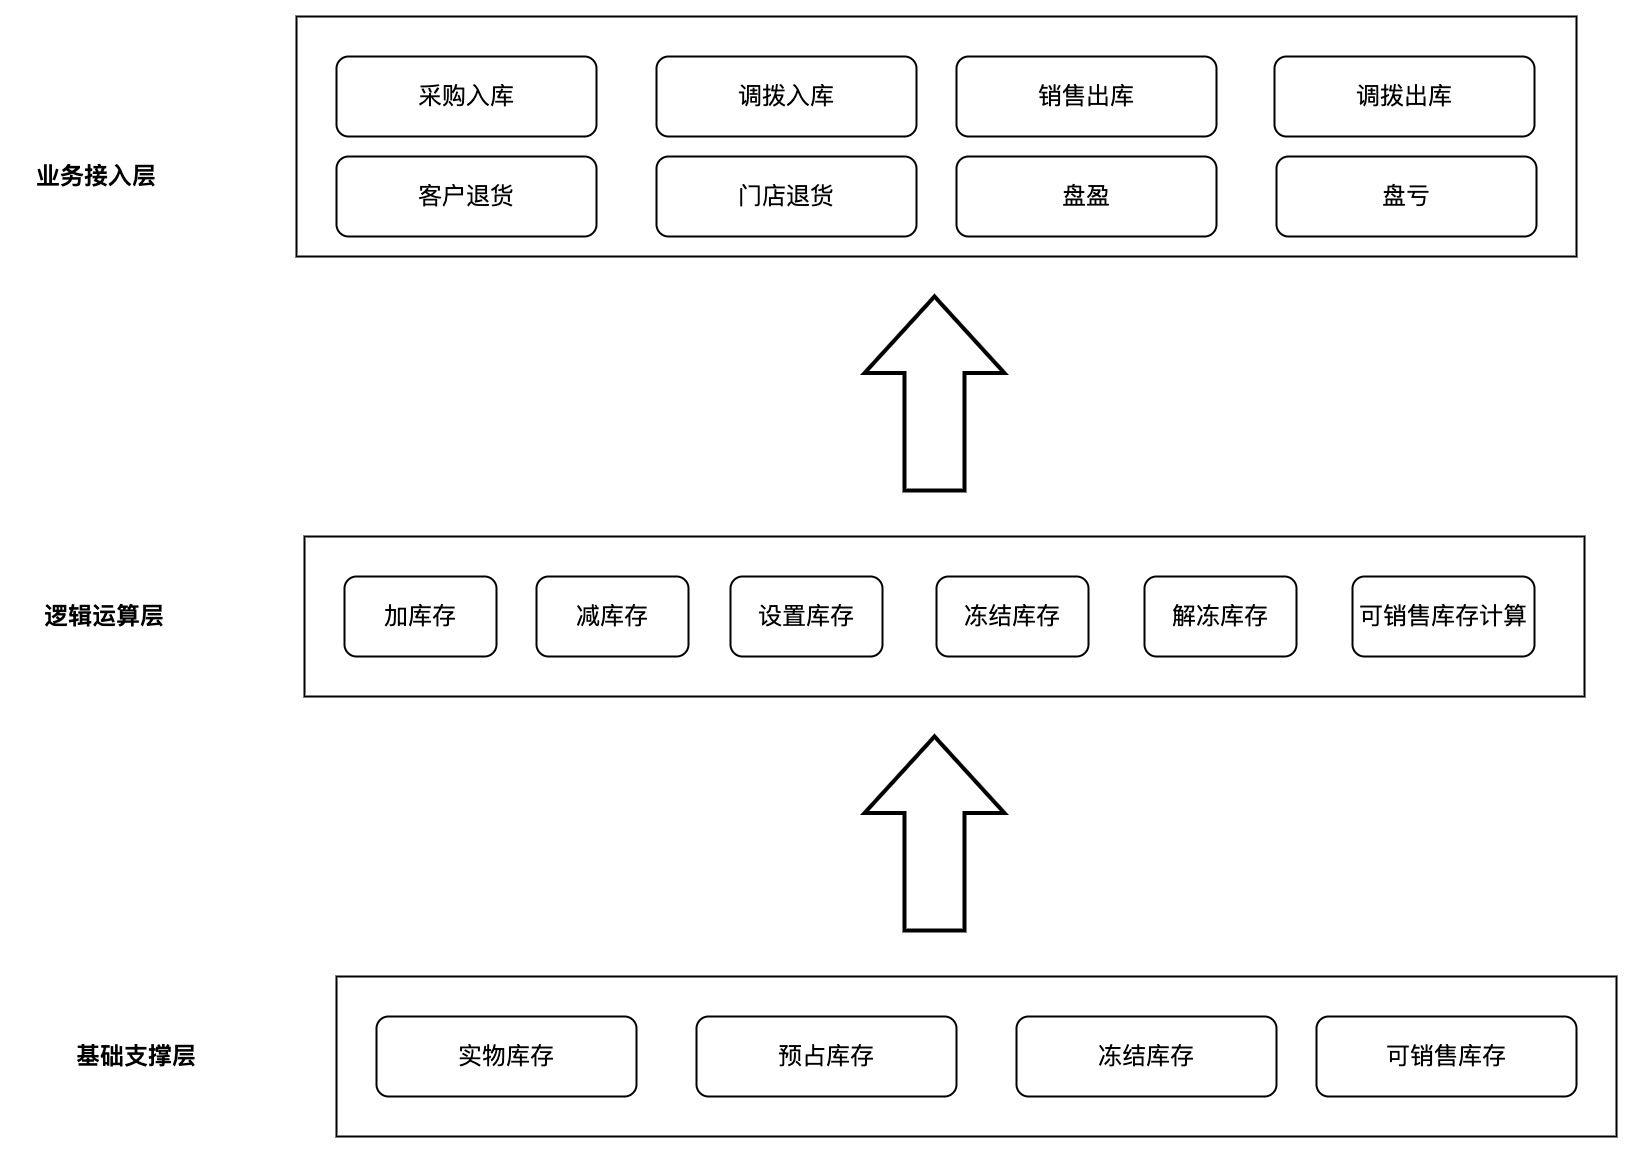 采购入库
调拨入库
销售出库
调拨出库
业务接入层
客户退货
门店退货
盘盈
盘亏
逻辑运算层
加库存
减库存
设置库存
冻结库存
解冻库存
可销售库存计算
基础支撑层
实物库存
预占库存
冻结库存
可销售库存